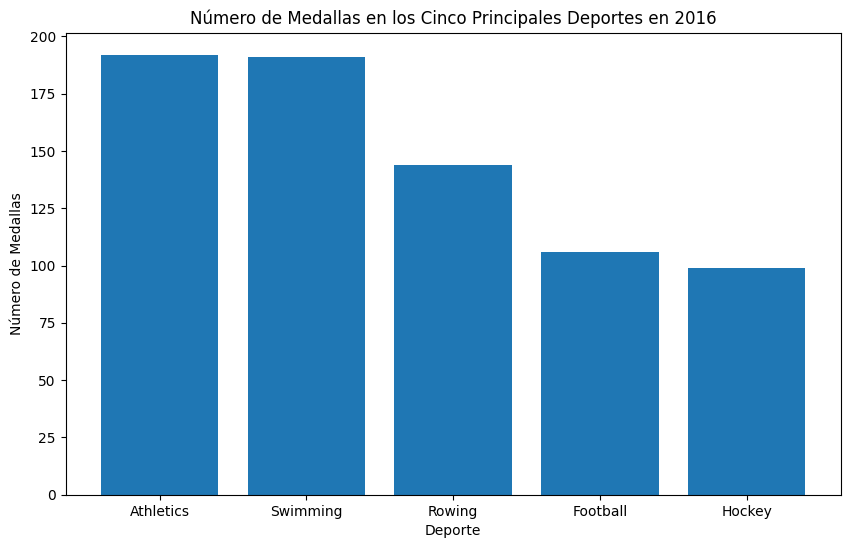 Número de Medallas en los Cinco Principales Deportes en 2016
Número de Medallas
200
175
150
125
100
75
50
25
0
Athletics Swimming Rowing Football Hockey
Deporte